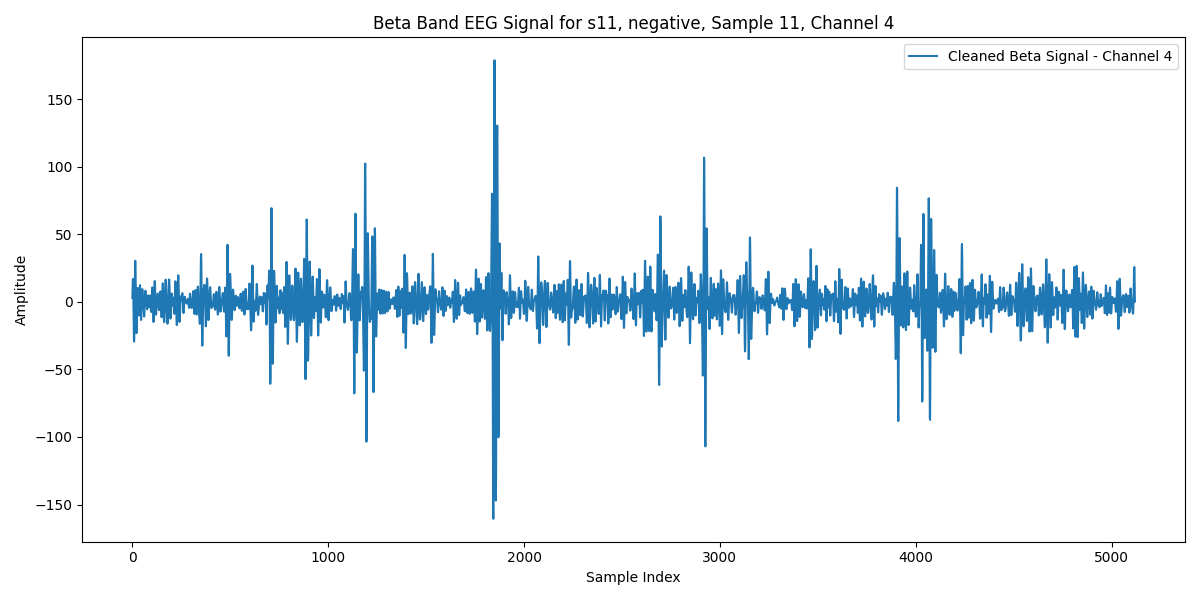 Beta Band EEG Signal for s11, negative, Sample 11, Channel 4
Cleaned Beta Signal - Channel 4
Amplitude
150
100
50
0
−50
−100
−150
0 1000 2000 3000 4000 5000
Sample Index